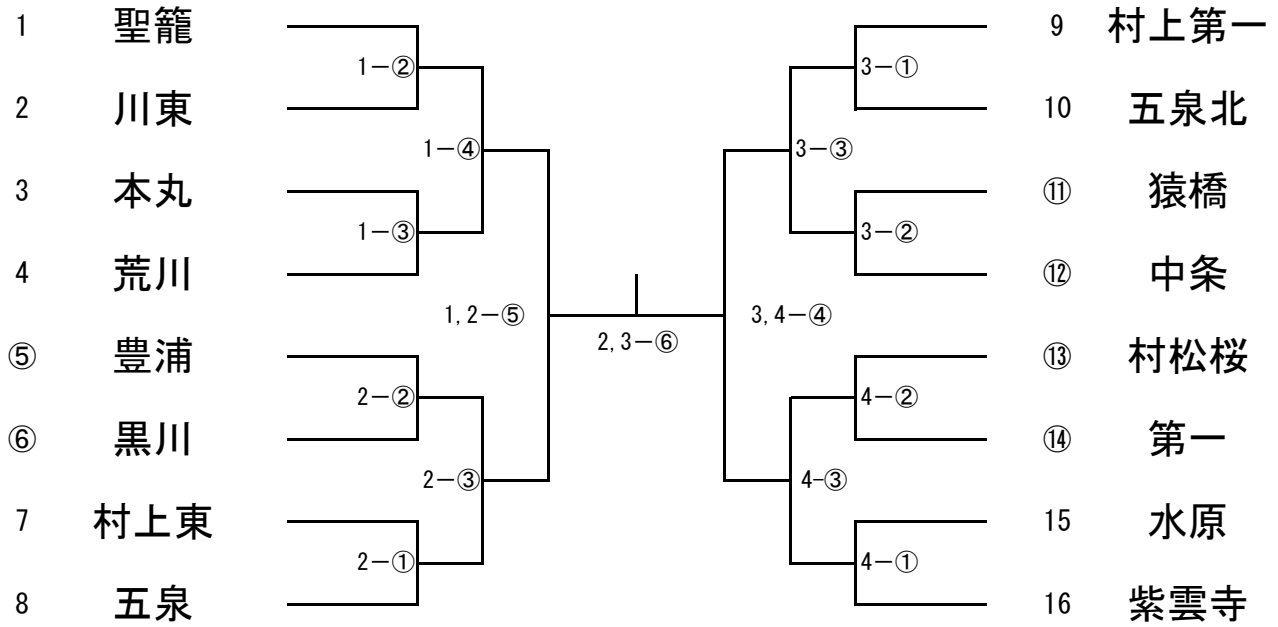 1 聖籠
2 川東
3 本丸
4 荒川
⑤ 豊浦
⑥ 黒川
7 村上東
8 五泉
1－②
1－③
2－②
2－①
1－④
2－③
1,2－⑤
2,3－⑥
3,4－④
3－③
4-③
3－①
3－②
4－②
4－①
9 村上第一
10 五泉北
⑪ 猿橋
⑫ 中条
⑬ 村松桜
⑭ 第一
15 水原
16 紫雲寺